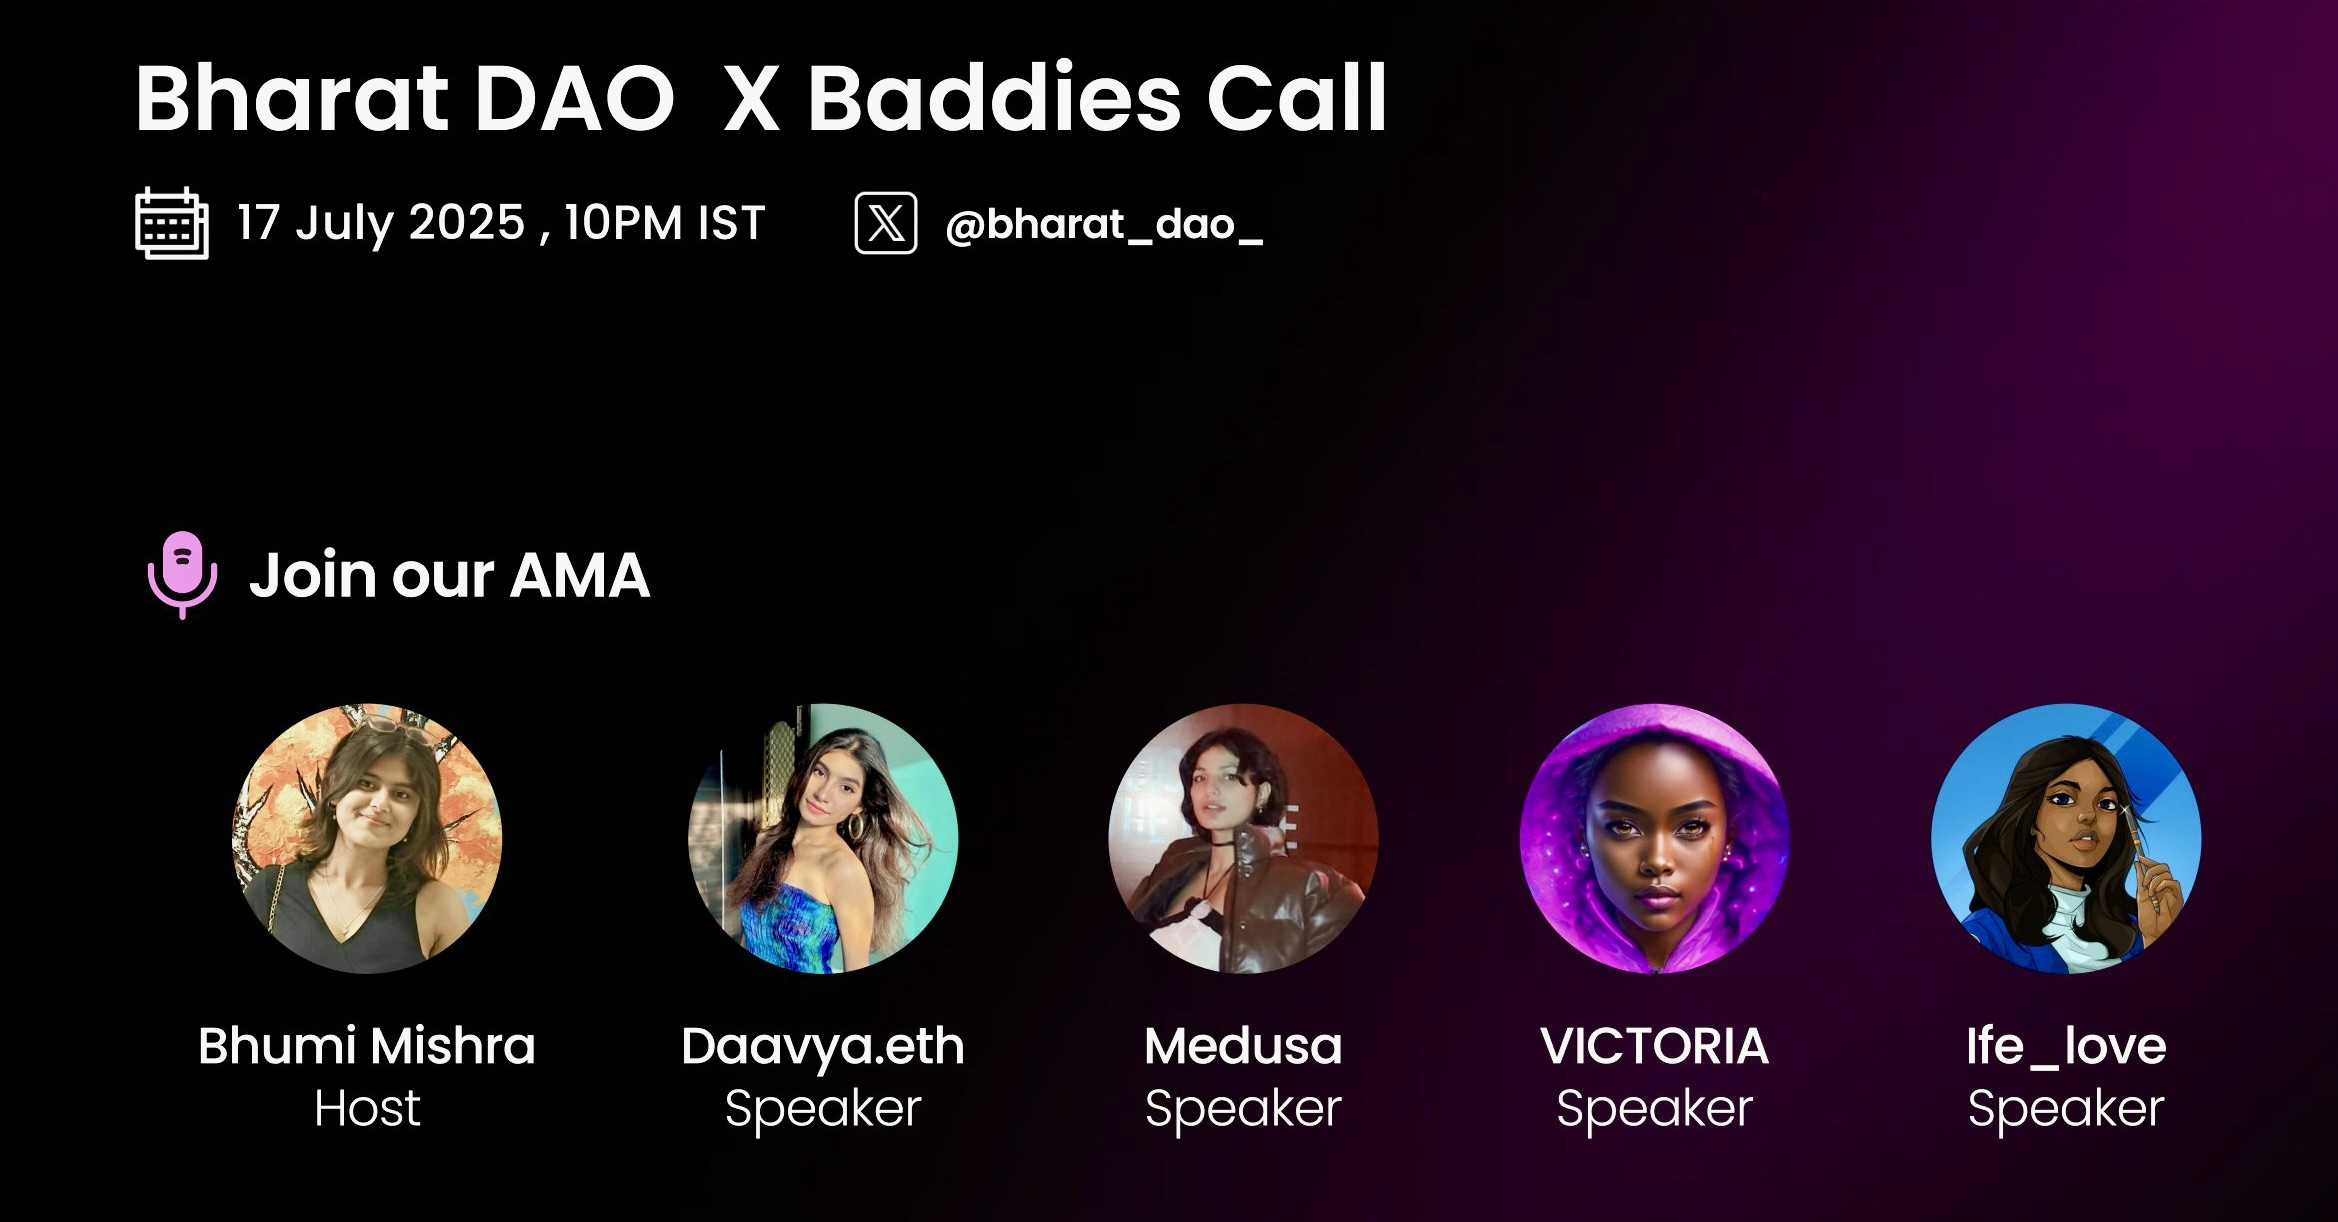 Bharat DAO X Baddies Call
17 July 2025 , 10PM IST
@bharat_dao_
Join our AMA
Bhumi Mishra
Host
Daavya.eth
Speaker
Medusa
Speaker
VICTORIA
Speaker
Ife_love
Speaker